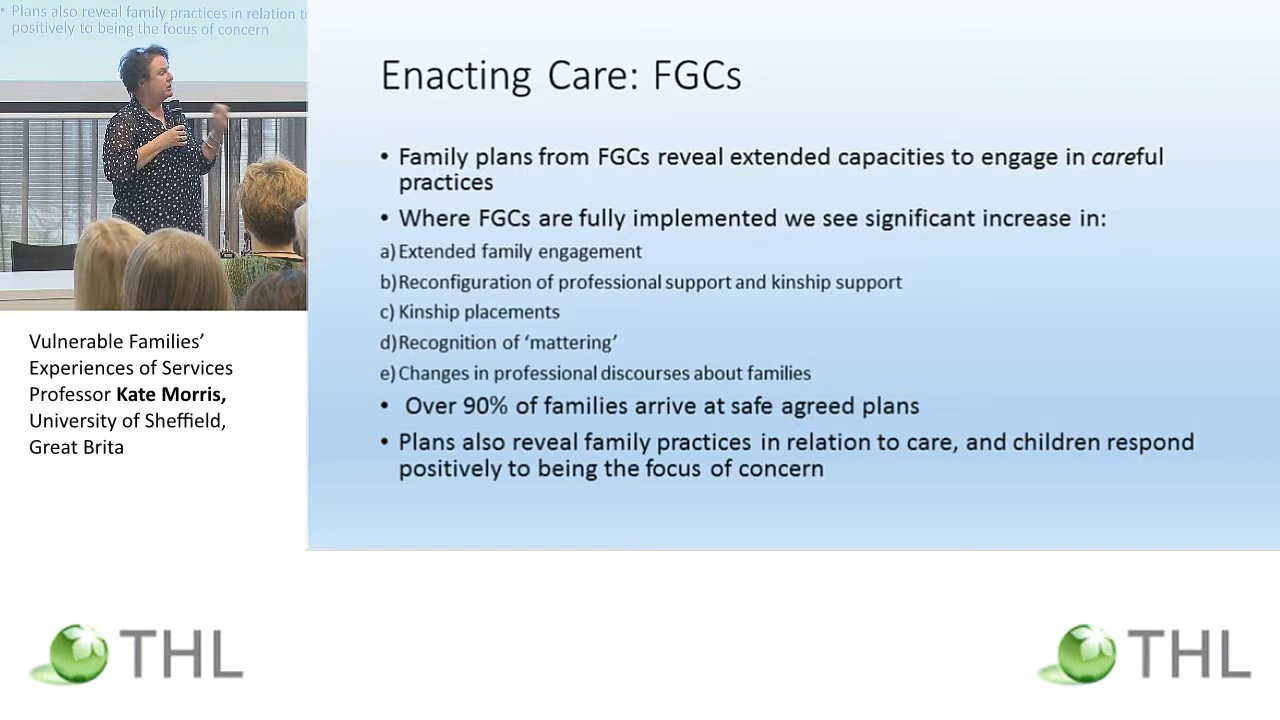 • Plans also reveal family practices in relation t
positively to being the focus of concern
Enacting Care: FGCs
• Family plans from FGCs reveal extended capacities to engage in careful
practices
• Where FGCs are fully implemented we see significant increase in:
a) Extended family engagement
b) Reconfiguration of professional support and kinship support
c) Kinship placements
d) Recognition of ‘mattering’
e) Changes in professional discourses about families
• Over 90% of families arrive at safe agreed plans
• Plans also reveal family practices in relation to care, and children respond
positively to being the focus of concern
Vulnerable Families’
Experiences of Services
Professor Kate Morris,
University of Sheffield,
Great Brita
THL
THL